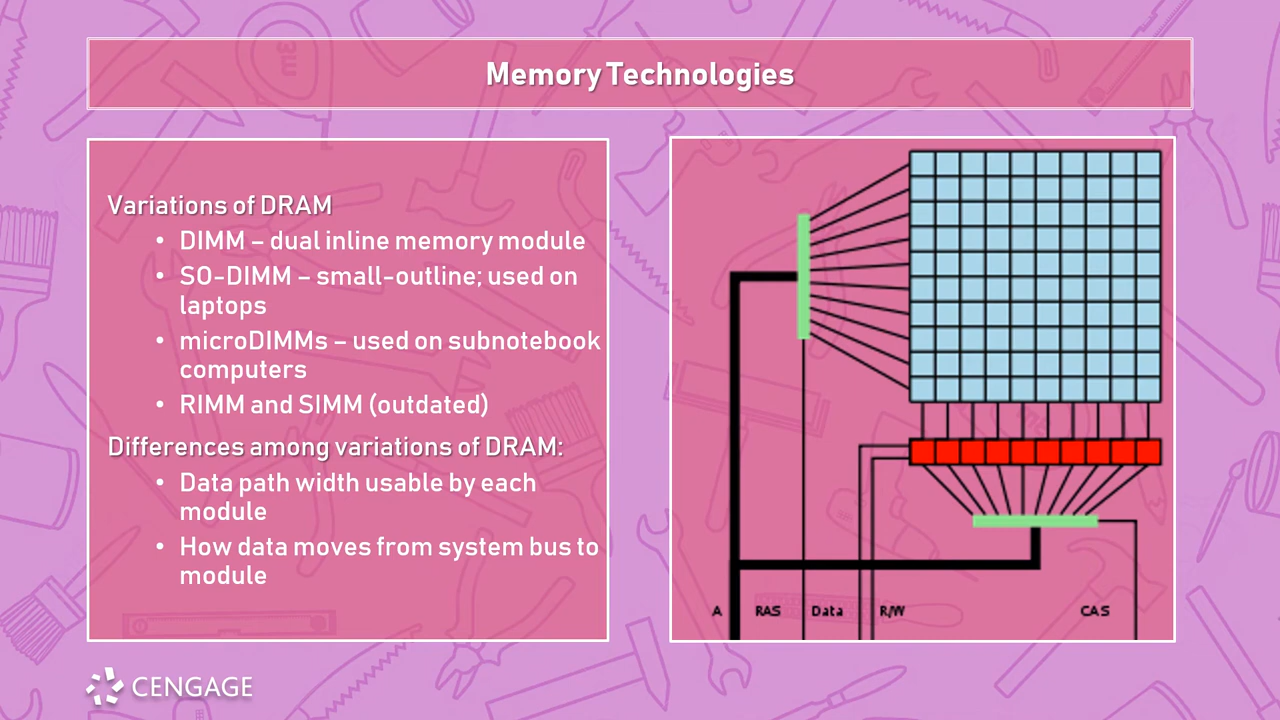 Memory Technologies
Variations of DRAM
• DIMM – dual inline memory module
• SO-DIMM – small-outline; used on
laptops
• microDIMMs – used on subnotebook
computers
• RIMM and SIMM (outdated)
Differences among variations of DRAM:
• Data path width usable by each
module
• How data moves from system bus to
module
A RAS Data R/W CAS
CENGAGE